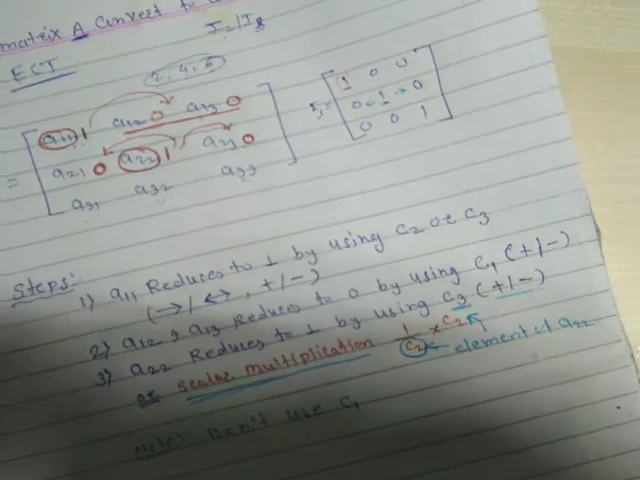 matrix A convert to
I2/I3
ECT
2, 4, 6
= [ a11 1 a12 0 a13 0
a21 0 a22 1 a23 0
a31 a32 a33 ]
I3= [ 1 0 0
0 1 0
0 0 1 ]
Steps:
1) a11 Reduces to 1 by using C2 or C3
(→/↔, +/-)
2) a12 & a13 Reduces to 0 by using C1 (+/-)
3) a22 Reduces to 1 by using C3 (+/-)
or scalar multiplication 1/C2 × C2
← element of a22
Note: Don't use C1